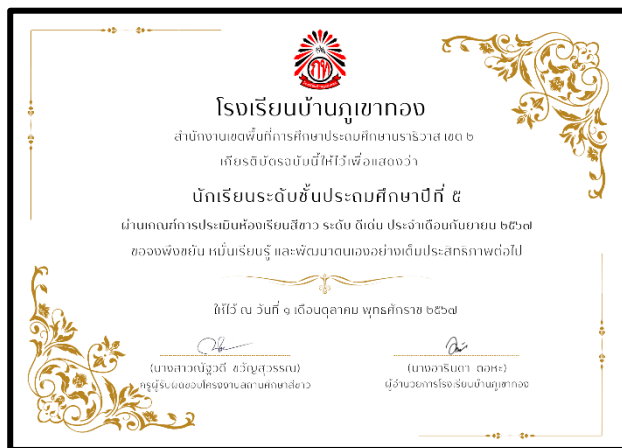 โรงเรียนบ้านภูเขาทอง
สำนักงานเขตพื้นที่การศึกษาประถมศึกษานราธิวาส เขต ๒
เกียรติบัตรฉบับนี้ให้ไว้เพื่อแสดงว่า
นักเรียนระดับชั้นประถมศึกษาปีที่ ๕
ผ่านเกณฑ์การประเมินห้องเรียนสีขาว ระดับ ดีเด่น ประจำเดือนกันยายน ๒๕๖๗
ขอจงพึงขยัน หมั่นเรียนรู้ และพัฒนาตนเองอย่างเต็มประสิทธิภาพต่อไป
ให้ไว้ ณ วันที่ ๑ เดือนตุลาคม พุทธศักราช ๒๕๖๗
(นางสาวณัฐวดี ขวัญสุวรรณ) (นางอารินดา ตอหะ)
ครูผู้รับผิดชอบโครงงานสถานศึกษาสีขาว ผู้อำนวยการโรงเรียนบ้านภูเขาทอง